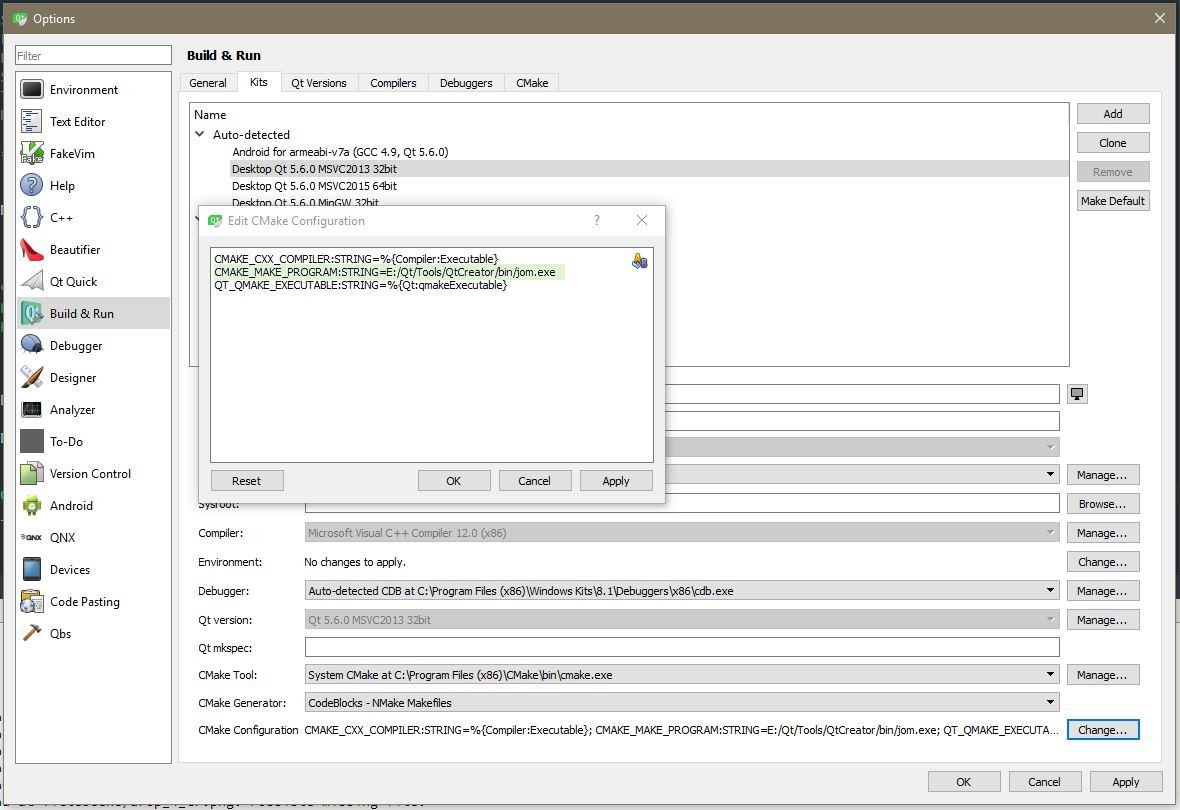 Options
Filter
Environment
Text Editor
FakeVim
Help
C++
Beautifier
Qt Quick
Build & Run
Debugger
Designer
Analyzer
To-Do
Version Control
Android
QNX
Devices
Code Pasting
Qbs
Build & Run
General Kits Qt Versions Compilers Debuggers CMake
Name
Auto-detected
Android for armeabi-v7a (GCC 4.9, Qt 5.6.0)
Desktop Qt 5.6.0 MSVC2013 32bit
Desktop Qt 5.6.0 MSVC2015 64bit
Desktop Qt 5.6.0 MinGW 32bit
Add
Clone
Remove
Make Default
Edit CMake Configuration ?
CMAKE_CXX_COMPILER:STRING=%{Compiler:Executable}
CMAKE_MAKE_PROGRAM:STRING=E:/Qt/Tools/QtCreator/bin/jom.exe
QT_QMAKE_EXECUTABLE:STRING=%{Qt:qmakeExecutable}
Reset OK Cancel Apply
Manage...
Sysroot: Browse...
Compiler: Microsoft Visual C++ Compiler 12.0 (x86) Manage...
Environment: No changes to apply. Change...
Debugger: Auto-detected CDB at C:\Program Files (x86)\Windows Kits\8.1\Debuggers\x86\cdb.exe Manage...
Qt version: Qt 5.6.0 MSVC2013 32bit Manage...
Qt mkspec:
CMake Tool: System CMake at C:\Program Files (x86)\CMake\bin\cmake.exe Manage...
CMake Generator: CodeBlocks - NMake Makefiles
CMake Configuration CMAKE_CXX_COMPILER:STRING=%{Compiler:Executable}; CMAKE_MAKE_PROGRAM:STRING=E:/Qt/Tools/QtCreator/bin/jom.exe; QT_QMAKE_EXECUTA... Change...
OK Cancel Apply